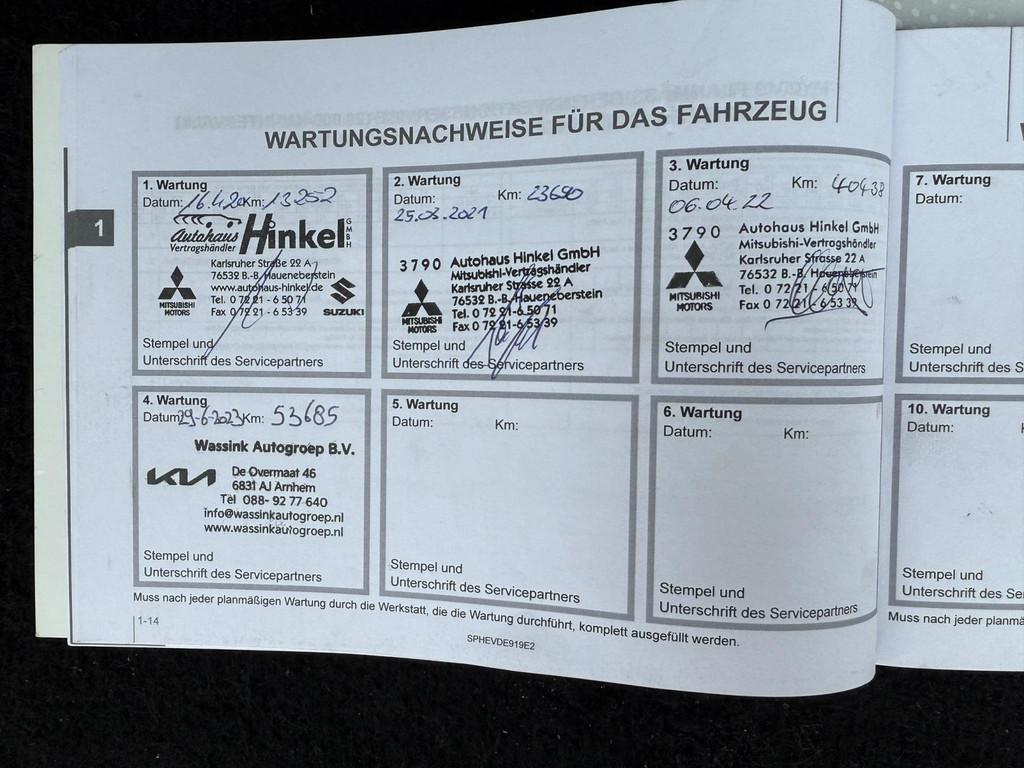 WARTUNGSNACHWEISE FÜR DAS FAHRZEUG
1
1. Wartung
Datum: 16.4.20 Km: 13252
Autohaus Hinkel GMBH
Vertragshändler
Karlsruher Straße 22 A
76532 B.-B. Haueneberstein
www.autohaus-hinkel.de
Tel. 0 72 21 - 6 50 71
Fax 0 72 21 - 6 53 39
MITSUBISHI
MOTORS
SUZUKI
Stempel und
Unterschrift des Servicepartners
2. Wartung
Datum: Km: 23690
25.03.2021
3790 Autohaus Hinkel GmbH
Mitsubishi-Vertragshändler
Karlsruher Strasse 22 A
76532 B.-B. Haueneberstein
Tel. 0 72 21-6 50 71
Fax 0 72 21-6 53 39
MITSUBISHI
MOTORS
Stempel und
Unterschrift des Servicepartners
3. Wartung
Datum: Km: 40438
06.04.22
3790 Autohaus Hinkel GmbH
Mitsubishi-Vertragshändler
Karlsruher Strasse 22 A
76532 B.-B. Haueneberstein
Tel. 0 72 21 - 6 50 71
Fax 0 72 21 - 6 53 39
MITSUBISHI
MOTORS
Stempel und
Unterschrift des Servicepartners
7. Wartung
Datum:
Stempel und
Unterschrift des S
4. Wartung
Datum: 29-6-2023 Km: 53685
Wassink Autogroep B.V.
KIA
De Overmaat 46
6831 AJ Arnhem
Tel 088- 92 77 640
info@wassinkautogroep.nl
www.wassinkautogroep.nl
Stempel und
Unterschrift des Servicepartners
5. Wartung
Datum: Km:
Stempel und
Unterschrift des Servicepartners
6. Wartung
Datum: Km:
Stempel und
Unterschrift des Servicepartners
10. Wartung
Datum:
Stempel und
Unterschrift des Se
Muss nach jeder planmäßigen Wartung durch die Werkstatt, die die Wartung durchführt, komplett ausgefüllt werden.
Muss nach jeder planmä
1-14
SPHEVDE919E2